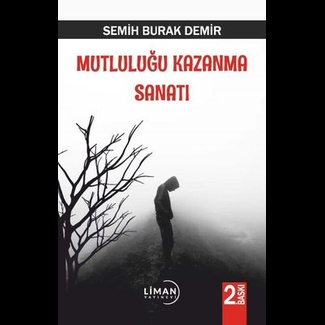 SEMİH BURAK DEMİR
MUTLULUĞU KAZANMA
SANATI
LİMAN
YAYINEVİ
2.
BASKI